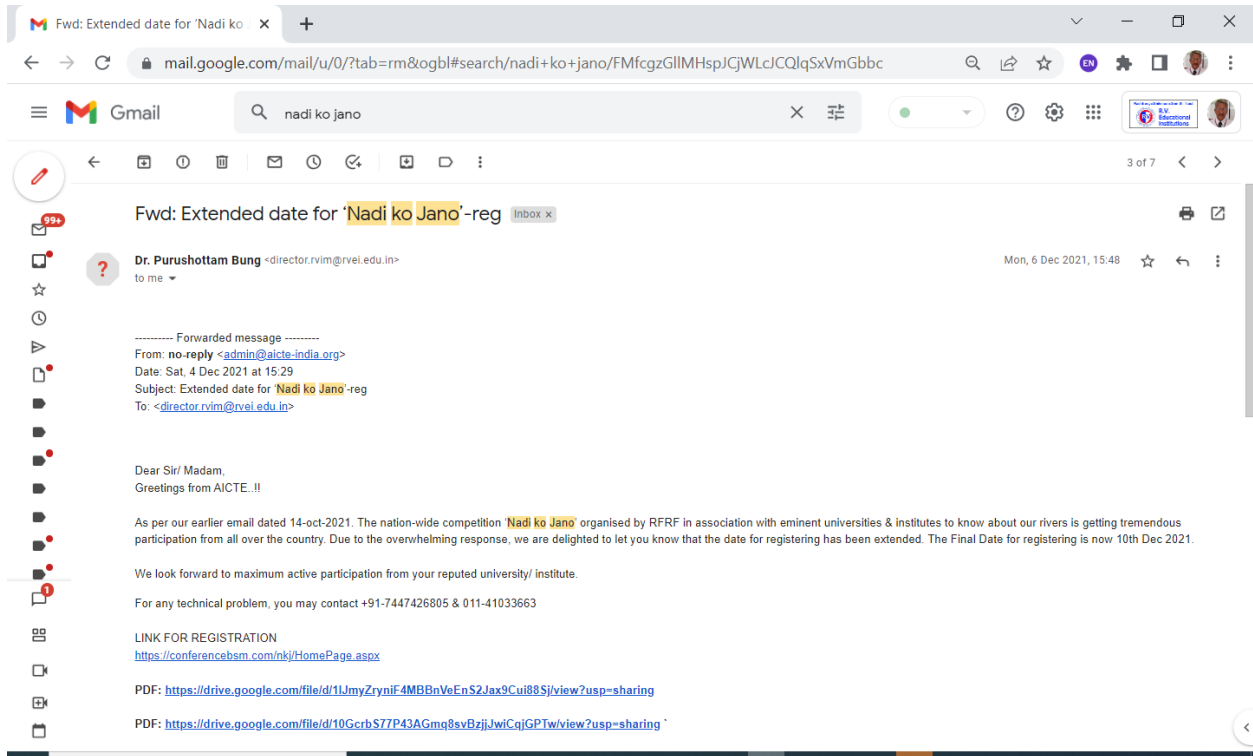 Fwd: Extended date for 'Nadi ko
mail.google.com/mail/u/0/?tab=rm&ogbl#search/nadi+ko+jano/FMfcgzGllMHspJCjWLcJCQlqSxVmGbbc
EN
Gmail
nadi ko jano
R.V.
Educational
Institutions
3 of 7
Fwd: Extended date for ‘Nadi ko Jano’-reg Inbox x
99+
Dr. Purushottam Bung <director.rvim@rvei.edu.in>
Mon, 6 Dec 2021, 15:48
to me
---------- Forwarded message ---------
From: no-reply <admin@aicte-india.org>
Date: Sat, 4 Dec 2021 at 15:29
Subject: Extended date for ‘Nadi ko Jano’-reg
To: <director.rvim@rvei.edu.in>
Dear Sir/ Madam,
Greetings from AICTE..!!
As per our earlier email dated 14-oct-2021. The nation-wide competition ‘Nadi ko Jano’ organised by RFRF in association with eminent universities & institutes to know about our rivers is getting tremendous
participation from all over the country. Due to the overwhelming response, we are delighted to let you know that the date for registering has been extended. The Final Date for registering is now 10th Dec 2021.
We look forward to maximum active participation from your reputed university/ institute.
1
For any technical problem, you may contact +91-7447426805 & 011-41033663
LINK FOR REGISTRATION
https://conferencebsm.com/nkj/HomePage.aspx
PDF: https://drive.google.com/file/d/1IJmyZryniF4MBBnVeEnS2Jax9Cui88Sj/view?usp=sharing
PDF: https://drive.google.com/file/d/10GcrbS77P43AGmq8svBzjjJwiCqjGPTw/view?usp=sharing `